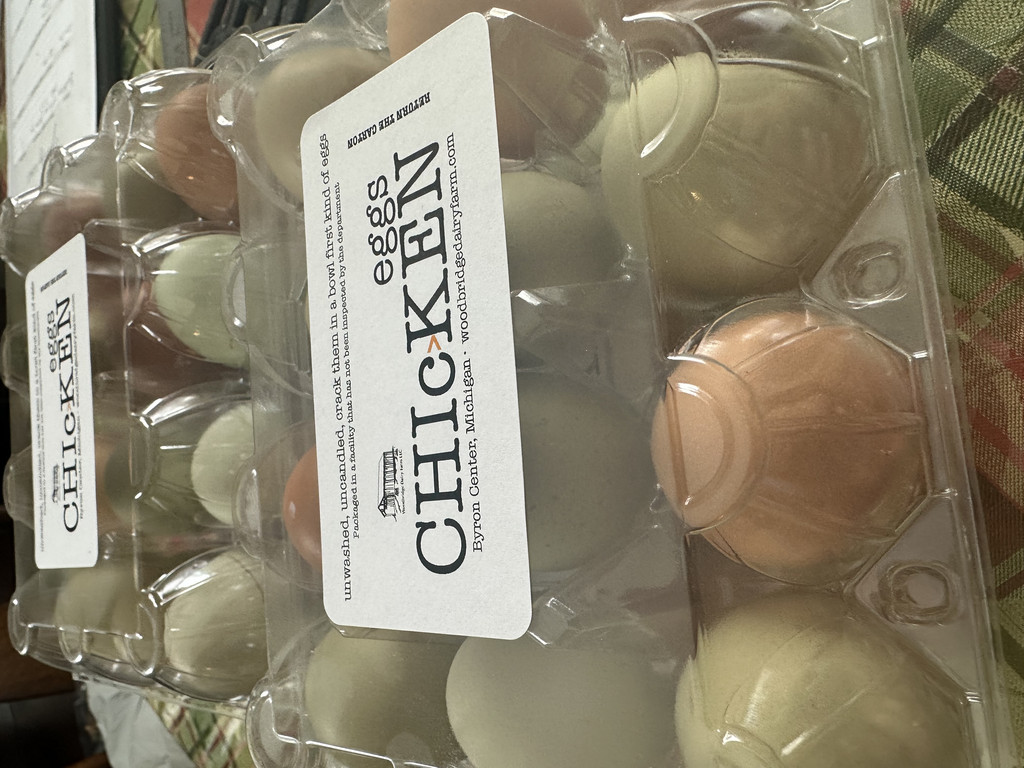 unwashed, uncandled, crack them in a bowl first kind of eggs
Packaged in a facility that has not been inspected by the department
eggs
RETURN THE CARTON
CHIcKEN
Byron Center, Michigan · woodbridgedairyfarm.com
eggs
CHIcKEN